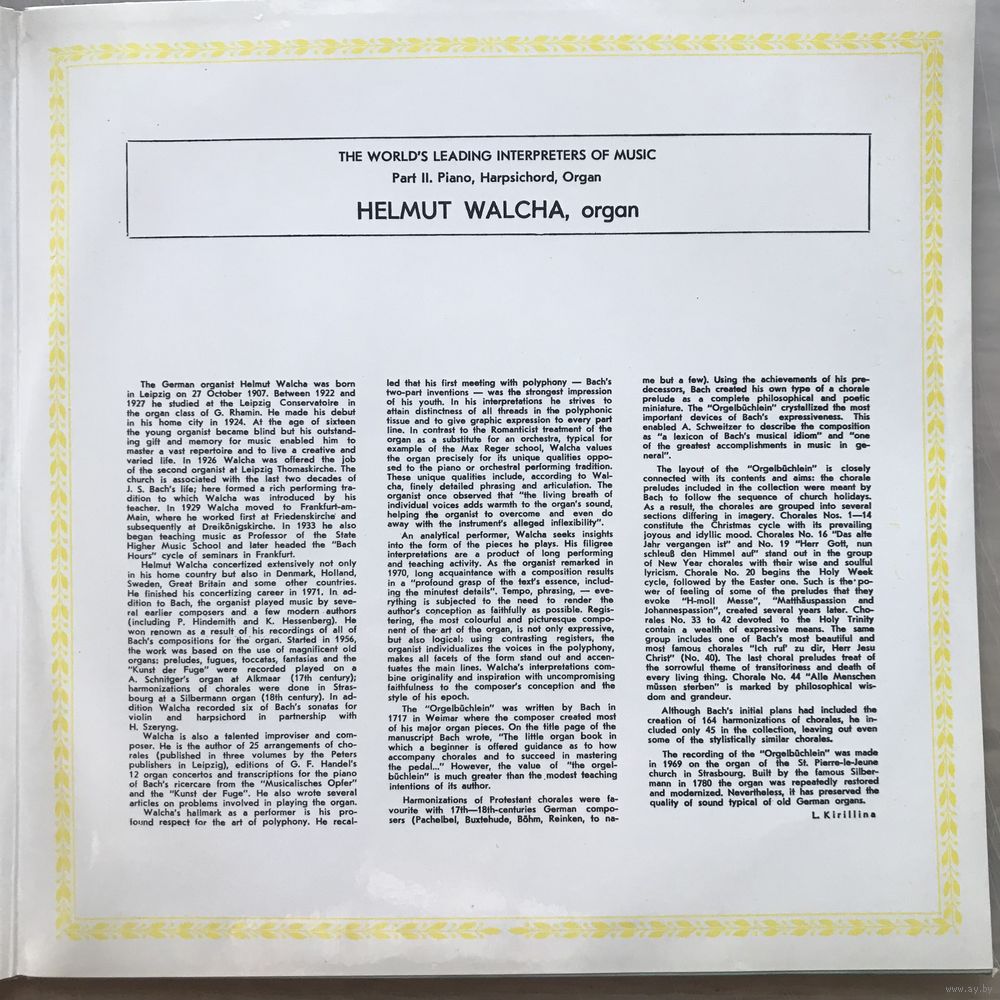 THE WORLD'S LEADING INTERPRETERS OF MUSIC
Part II. Piano, Harpsichord, Organ
HELMUT WALCHA, organ
The German organist Helmut Walcha was born
in Leipzig on 27 October 1907. Between 1922 and
1927 he studied at the Leipzig Conservatoire in
the organ class of G. Rhamin. He made his debut
in his home city in 1924. At the age of sixteen
the young organist became blind but his outstand-
ing gift and memory for music enabled him to
master a vast repertoire and to live a creative and
varied life. In 1926 Walcha was offered the job
of the second organist at Leipzig Thomaskirche. The
church is associated with the last two decades of
J. S. Bach's life; here formed a rich performing tra-
dition to which Walcha was introduced by his
teacher. In 1929 Walcha moved to Frankfurt-am-
Main, where he worked first at Friedenskirche and
subsequently at Dreikönigskirche. In 1933 he also
began teaching music as Professor of the State
Higher Music School and later headed the "Bach
Hours" cycle of seminars in Frankfurt.
Helmut Walcha concertized extensively not only
in his home country but also in Denmark, Holland,
Sweden, Great Britain and some other countries.
He finished his concertizing career in 1971. In ad-
dition to Bach, the organist played music by seve-
ral earlier composers and a few modern authors
(including P. Hindemith and K. Hessenberg). He
won renown as a result of his recordings of all of
Bach's compositions for the organ. Started in 1956,
the work was based on the use of magnificent old
organs; preludes, fugues, toccatas, fantasias and the
"Kunst der Fuge" were recorded played on a
A. Schnitger's organ at Alkmaar (17th century);
harmonizations of chorales were done in Stras-
bourg at a Silbermann organ (18th century). In ad-
dition Walcha recorded six of Bach's sonatas for
violin and harpsichord in partnership with
H. Szeryng.
Walcha is also a talented improviser and com-
poser. He is the author of 25 arrangements of cho-
rales (published in three volumes by the Peters
publishers in Leipzig), editions of G. F. Handel's
12 organ concertos and transcriptions for the piano
of Bach's ricercare from the "Musicalisches Opfer"
and the "Kunst der Fuge". He also wrote several
articles on problems involved in playing the organ.
Walcha's hallmark as a performer is his pro-
found respect for the art of polyphony. He recal-
led that his first meeting with polyphony — Bach's
two-part inventions — was the strongest impression
of his youth. In his interpretations he strives to
attain distinctness of all threads in the polyphonic
tissue and to give graphic expression to every part
line. In contrast to the Romanticist treatment of the
organ as a substitute for an orchestra, typical for
example of the Max Reger school, Walcha values
the organ precisely for its unique qualities oppo-
sed to the piano or orchestral performing tradition.
These unique qualities include, according to Wal-
cha, finely detailed phrasing and articulation. The
organist once observed that "the living breath of
individual voices adds warmth to the organ's sound,
helping the organist to overcome and even do
away with the instrument's alleged inflexibility".
An analytical performer, Walcha seeks insights
into the form of the pieces he plays. His filigree
interpretations are a product of long performing
and teaching activity. As the organist remarked in
1970, long acquaintance with a composition results
in a "profound grasp of the text's essence, includ-
ing the minutest details". Tempo, phrasing, — eve-
rything is subjected to the need to render the
author's conception as faithfully as possible. Regis-
tering, the most colourful and picturesque compo-
nent of the art of the organ, is not only expressive,
but also logical: using contrasting registers, the
organist individualizes the voices in the polyphony,
makes all facets of the form stand out and accen-
tuates the main lines. Walcha's interpretations com-
bine originality and inspiration with uncompromising
faithfulness to the composer's conception and the
style of his epoch.
The "Orgelbüchlein" was written by Bach in
1717 in Weimar where the composer created most
of his major organ pieces. On the title page of the
manuscript Bach wrote, "The little organ book in
which a beginner is offered guidance as to how
accompany chorales and to succeed in mastering
the pedal..." However, the value of "the orgel-
büchlein" is much greater than the modest teaching
intentions of its author.
Harmonizations of Protestant chorales were fa-
vourite with 17th—18th-centuries German compo-
sers (Pachelbel, Buxtehude, Böhm, Reinken, to na-
me but a few). Using the achievements of his pre-
decessors, Bach created his own type of a chorale
prelude as a complete philosophical and poetic
miniature. The "Orgelbüchlein" crystallized the most
important devices of Bach's expressiveness. This
enabled A. Schweitzer to describe the composition
as "a lexicon of Bach's musical idiom" and "one
of the greatest accomplishments in music in ge-
neral".
The layout of the "Orgelbüchlein" is closely
connected with its contents and aims: the chorale
preludes included in the collection were meant by
Bach to follow the sequence of church holidays.
As a result, the chorales are grouped into several
sections differing in imagery. Chorales Nos. 1—14
constitute the Christmas cycle with its prevailing
joyous and idyllic mood. Chorales No. 16 "Das alte
Jahr vergangen ist" and No. 19 "Herr Gott, nun
schleuß den Himmel auf" stand out in the group
of New Year chorales with their wise and soulful
lyricism. Chorale No. 20 begins the Holy Week
cycle, followed by the Easter one. Such is the po-
wer of feeling of some of the preludes that they
evoke "H-moll Messe", "Matthäuspassion and
Johannespassion", created several years later. Cho-
rales No. 33 to 42 devoted to the Holy Trinity
contain a wealth of expressive means. The same
group includes one of Bach's most beautiful and
most famous chorales "Ich ruf' zu dir, Herr Jesu
Christ" (No. 40). The last choral preludes treat of
the sorrowful theme of transitoriness and death of
every living thing. Chorale No. 44 "Alle Menschen
müssen sterben" is marked by philosophical wis-
dom and grandeur.
Although Bach's initial plans had included the
creation of 164 harmonizations of chorales, he in-
cluded only 45 in the collection, leaving out even
some of the stylistically similar chorales.
The recording of the "Orgelbüchlein" was made
in 1969 on the organ of the St. Pierre-le-Jeune
church in Strasbourg. Built by the famous Silber-
mann in 1780 the organ was repeatedly restored
and modernized. Nevertheless, it has preserved the
quality of sound typical of old German organs.
L. Kirillina
www.ay.by